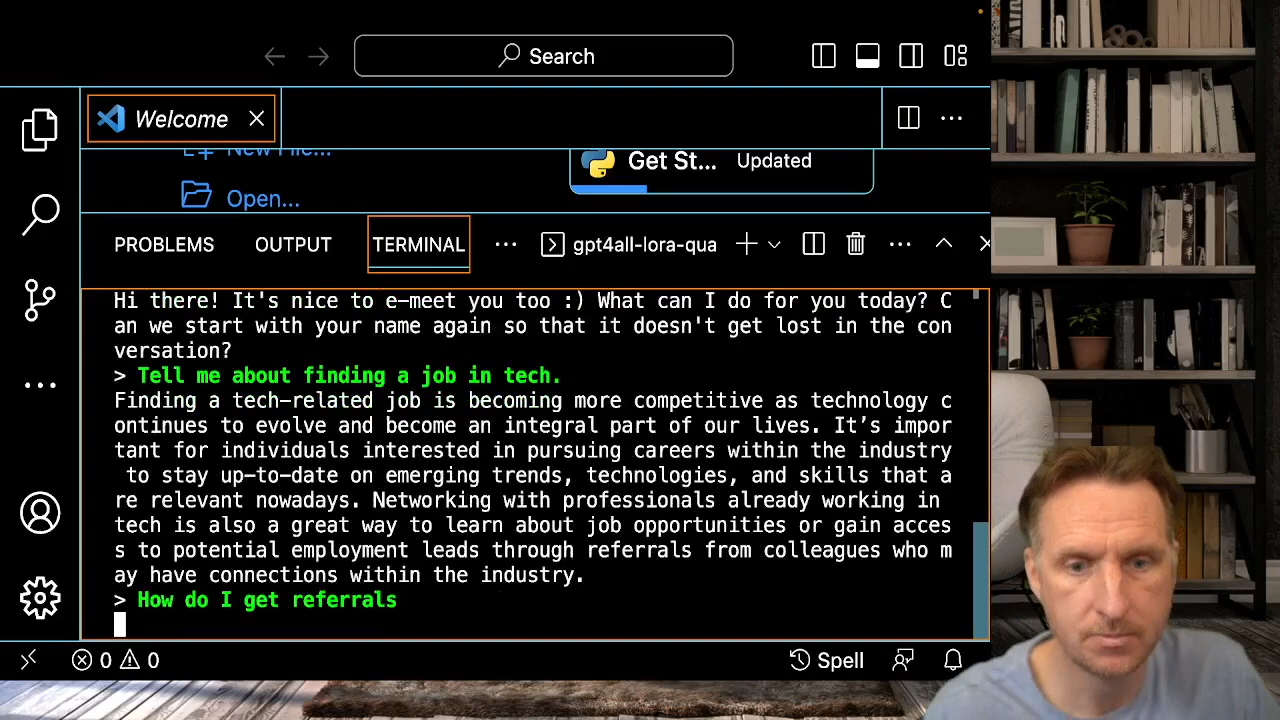 Search
Welcome
New File...
Open...
Get St... Updated
PROBLEMS OUTPUT TERMINAL ... gpt4all-lora-qua
Hi there! It's nice to e-meet you too :) What can I do for you today? C
an we start with your name again so that it doesn't get lost in the con
versation?
> Tell me about finding a job in tech.
Finding a tech-related job is becoming more competitive as technology c
ontinues to evolve and become an integral part of our lives. It’s impor
tant for individuals interested in pursuing careers within the industry
 to stay up-to-date on emerging trends, technologies, and skills that a
re relevant nowadays. Networking with professionals already working in
tech is also a great way to learn about job opportunities or gain acces
s to potential employment leads through referrals from colleagues who m
ay have connections within the industry.
> How do I get referrals
0 0 Spell